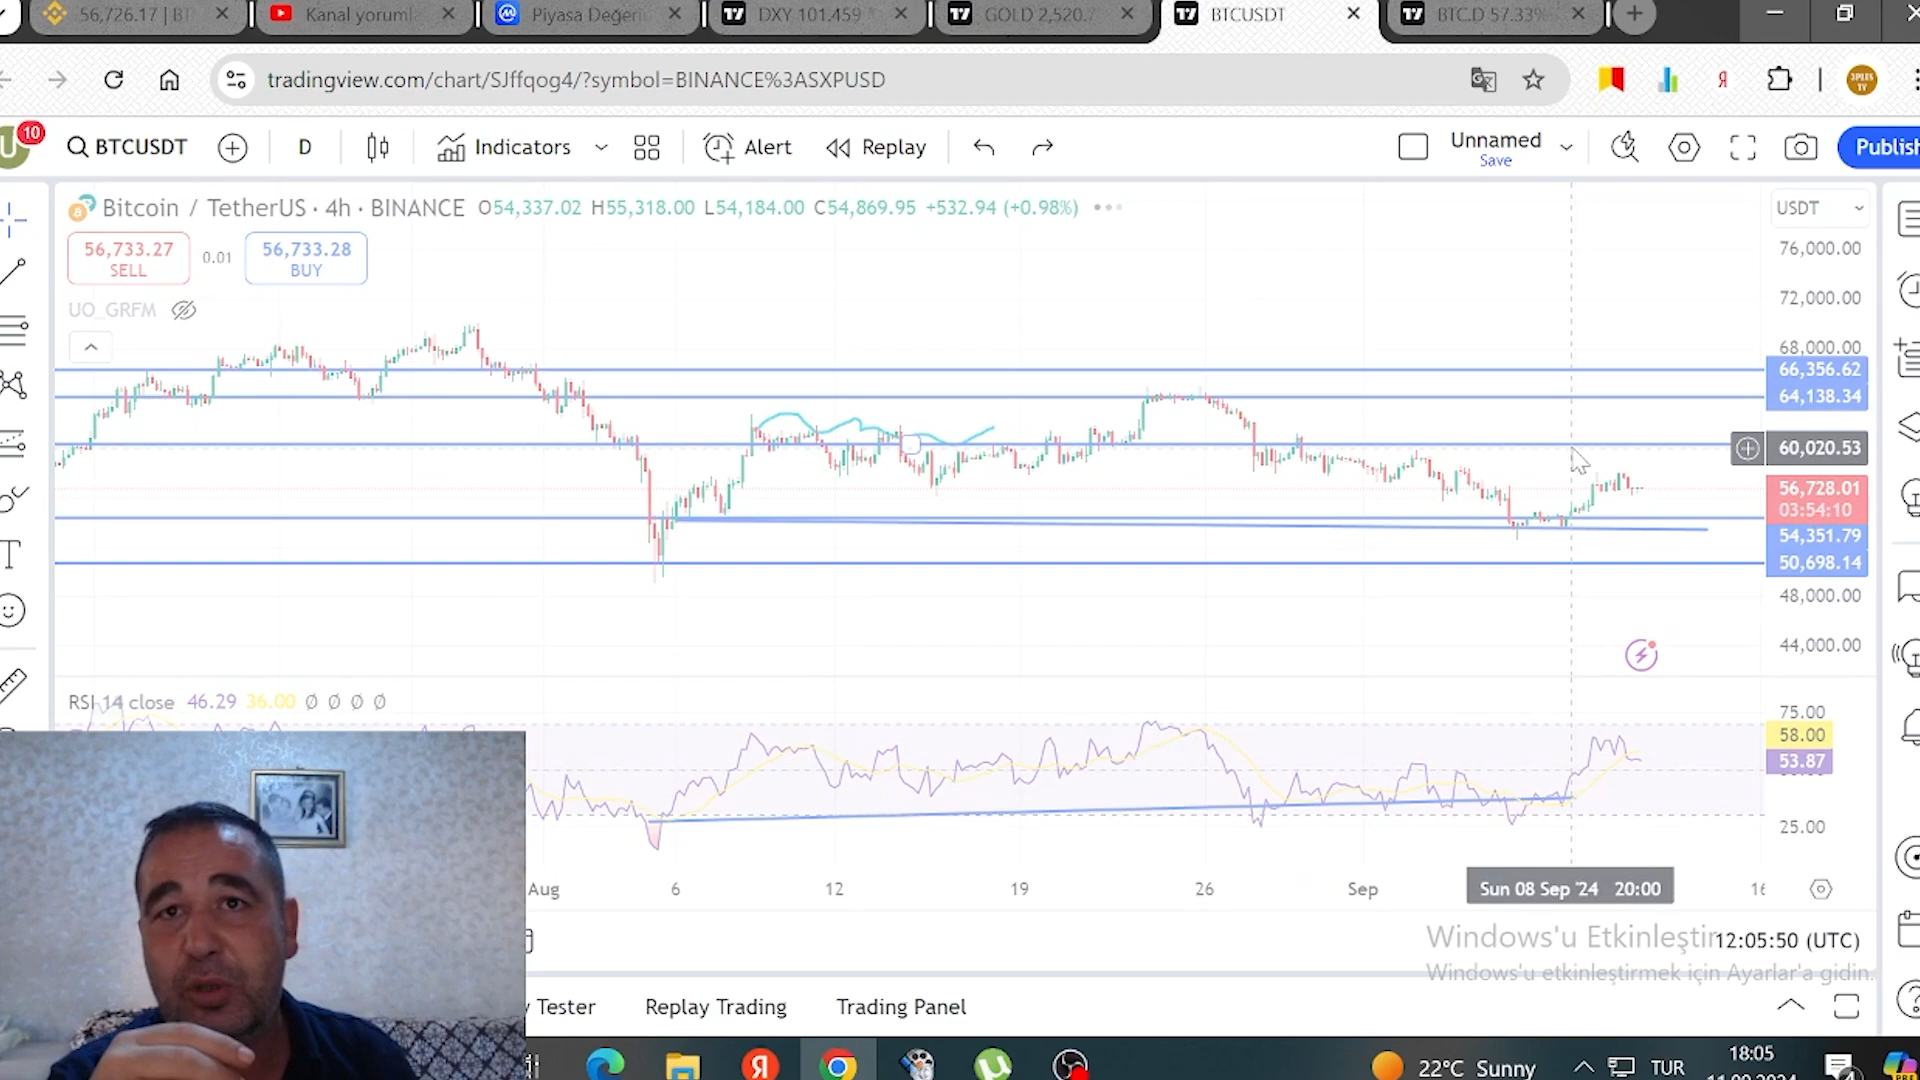 56,726.17 | BT
Kanal yorumla
Piyasa Değeri
DXY 101.459
GOLD 2,520.7
BTCUSDT
BTC.D 57.33%
tradingview.com/chart/SJffqog4/?symbol=BINANCE%3ASXPUSD
U 10
BTCUSDT
D
Indicators
Alert
Replay
Unnamed
Save
Publish
Bitcoin / TetherUS · 4h · BINANCE O54,337.02 H55,318.00 L54,184.00 C54,869.95 +532.94 (+0.98%)
USDT
56,733.27
SELL
0.01
56,733.28
BUY
UO_GRFM
76,000.00
72,000.00
68,000.00
66,356.62
64,138.34
60,020.53
56,728.01
03:54:10
54,351.79
50,698.14
48,000.00
44,000.00
RSI 14 close 46.29 36.00 Ø Ø Ø Ø
75.00
58.00
53.87
25.00
Aug 6 12 19 26 Sep
Sun 08 Sep '24 20:00
16
Windows'u Etkinleştir
12:05:50 (UTC)
Windows'u etkinleştirmek için Ayarlar'a gidin.
y Tester
Replay Trading
Trading Panel
22°C Sunny
TUR
18:05